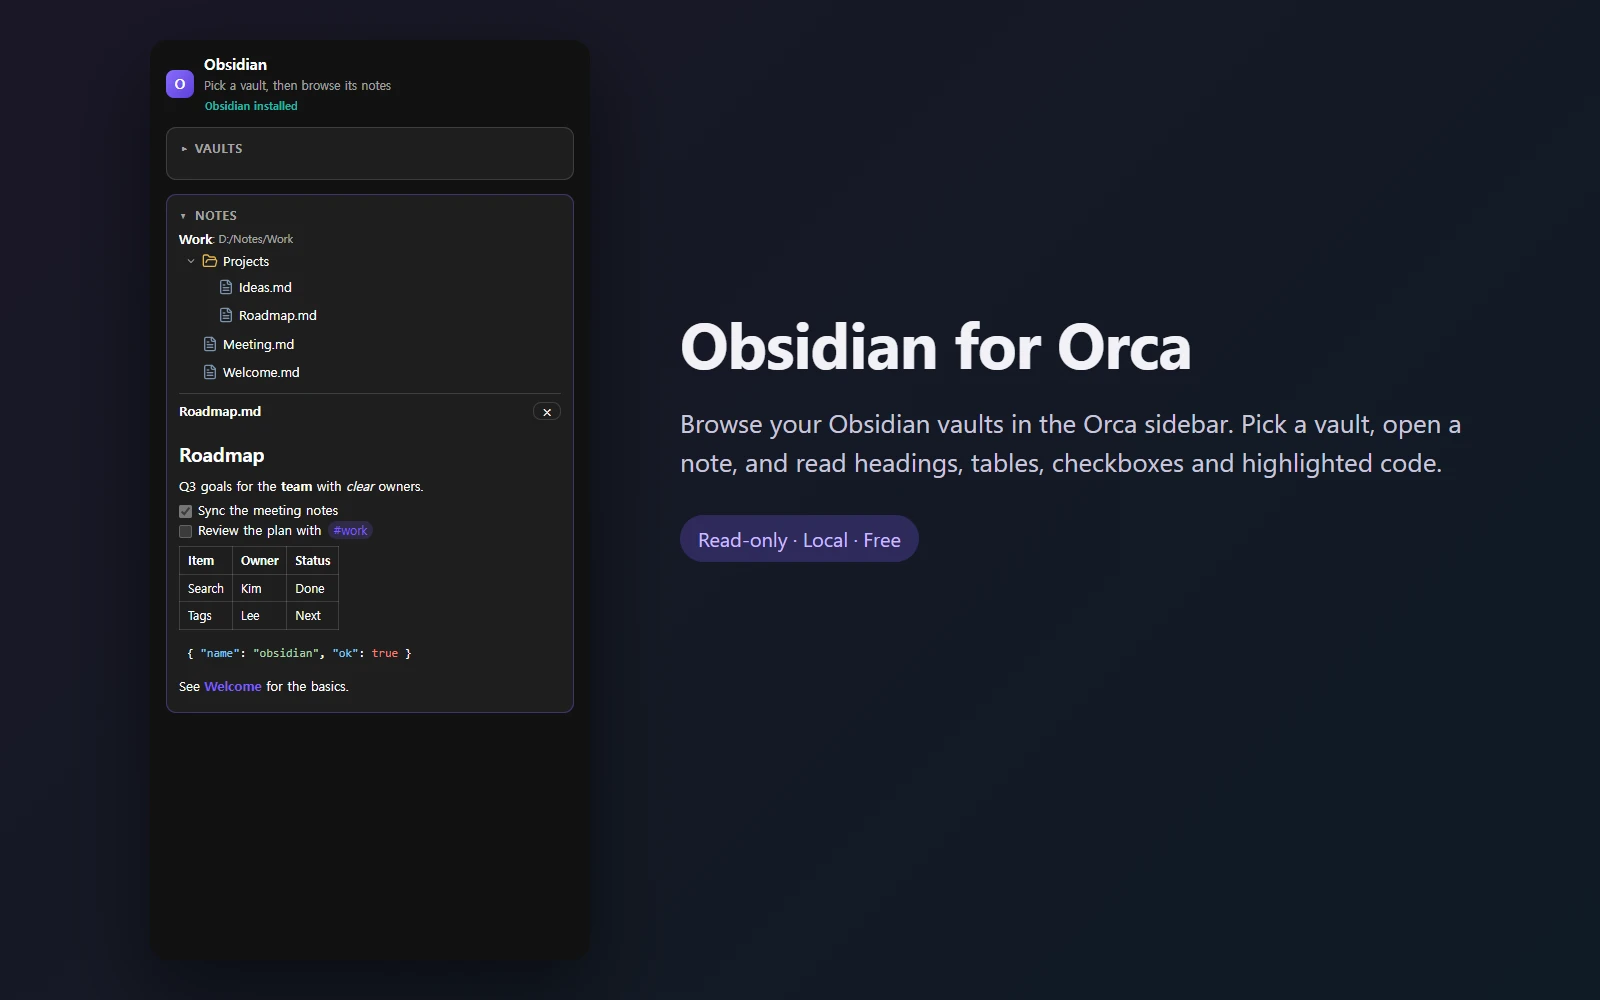 O
Obsidian
Pick a vault, then browse its notes
Obsidian installed
VAULTS
NOTES
Work: D:/Notes/Work
Projects
Ideas.md
Roadmap.md
Meeting.md
Welcome.md
Roadmap.md
Roadmap
Q3 goals for the team with clear owners.
Sync the meeting notes
Review the plan with #work
Item Owner Status
Search Kim Done
Tags Lee Next
{ "name": "obsidian", "ok": true }
See Welcome for the basics.
Obsidian for Orca
Browse your Obsidian vaults in the Orca sidebar. Pick a vault, open a
note, and read headings, tables, checkboxes and highlighted code.
Read-only · Local · Free